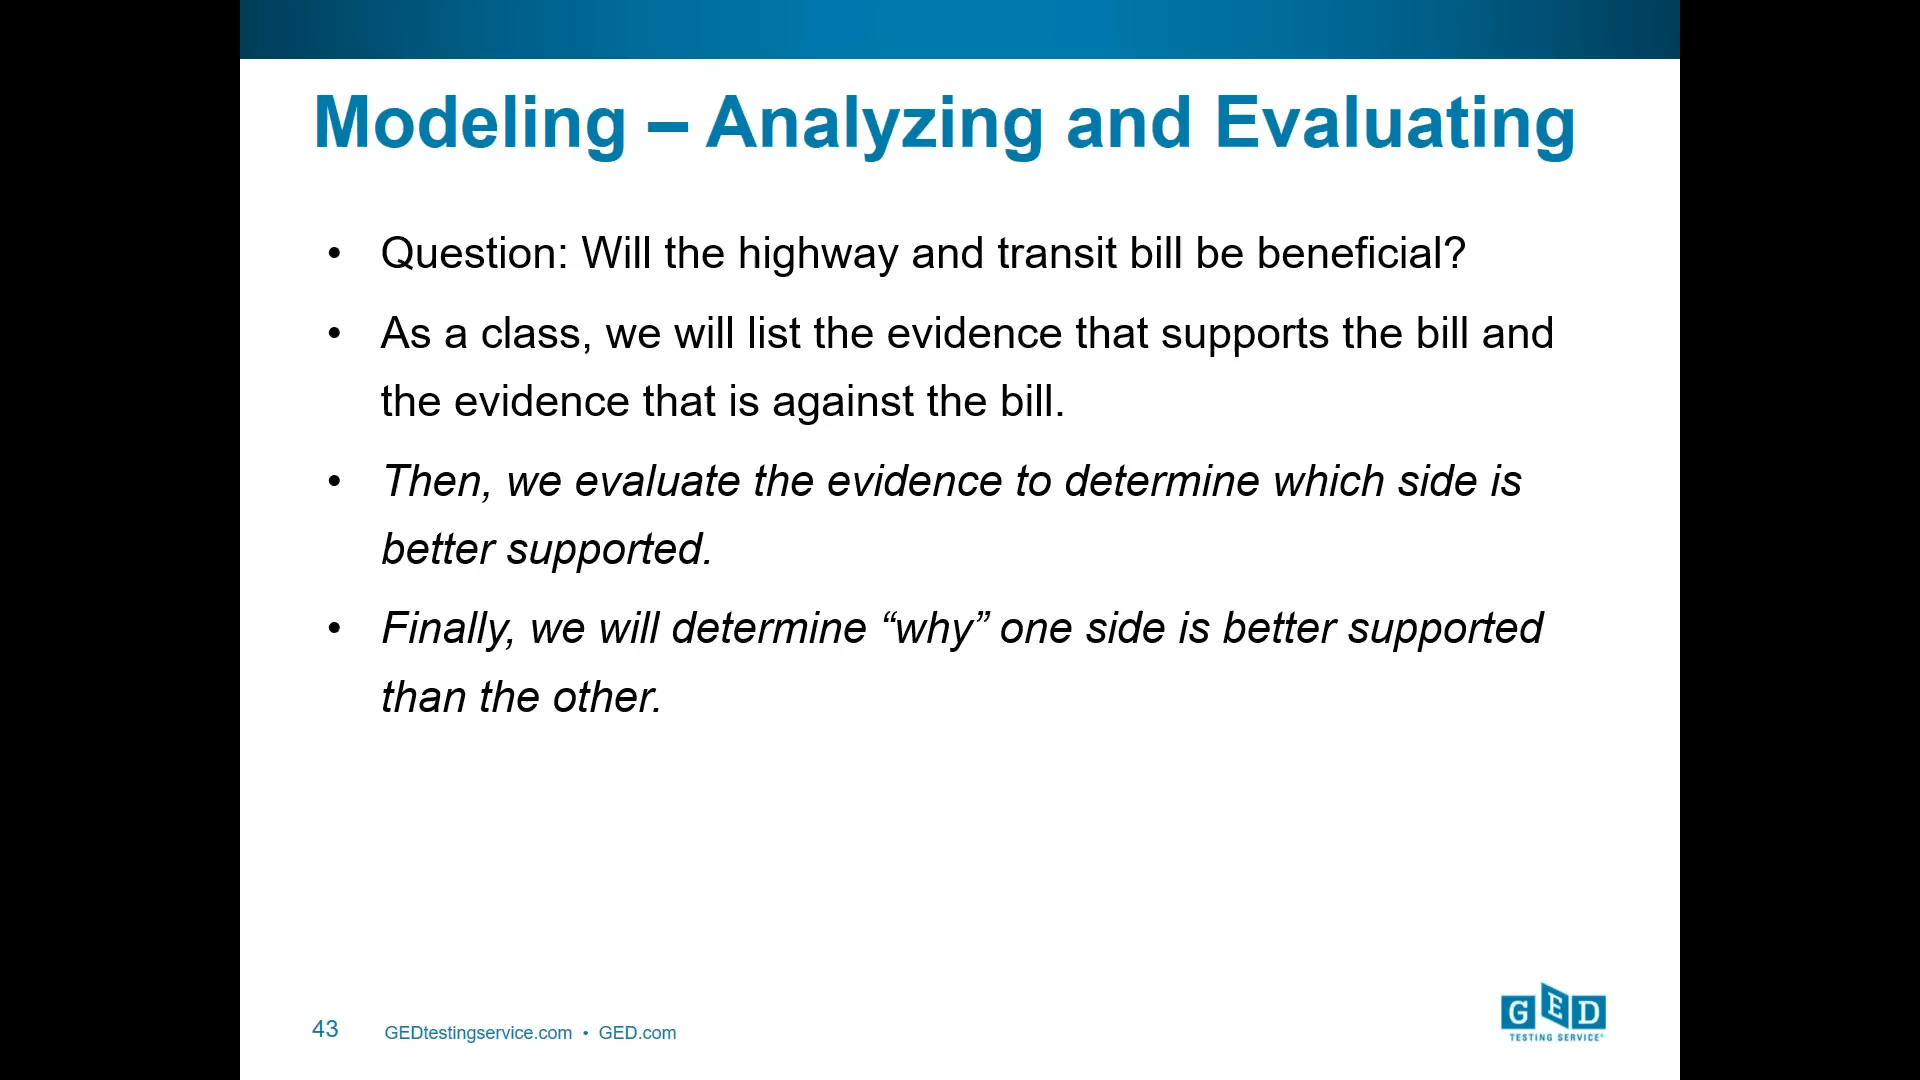 Modeling – Analyzing and Evaluating
• Question: Will the highway and transit bill be beneficial?
• As a class, we will list the evidence that supports the bill and
the evidence that is against the bill.
• Then, we evaluate the evidence to determine which side is
better supported.
• Finally, we will determine “why” one side is better supported
than the other.
43 GEDtestingservice.com • GED.com
GED
TESTING SERVICE®